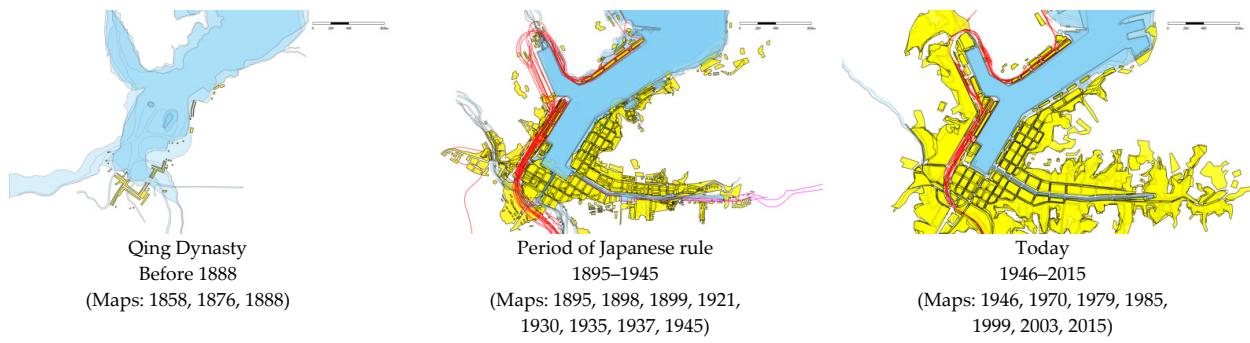 Qing Dynasty
Before 1888
(Maps: 1858, 1876, 1888)
Period of Japanese rule
1895–1945
(Maps: 1895, 1898, 1899, 1921,
1930, 1935, 1937, 1945)
Today
1946–2015
(Maps: 1946, 1970, 1979, 1985,
1999, 2003, 2015)